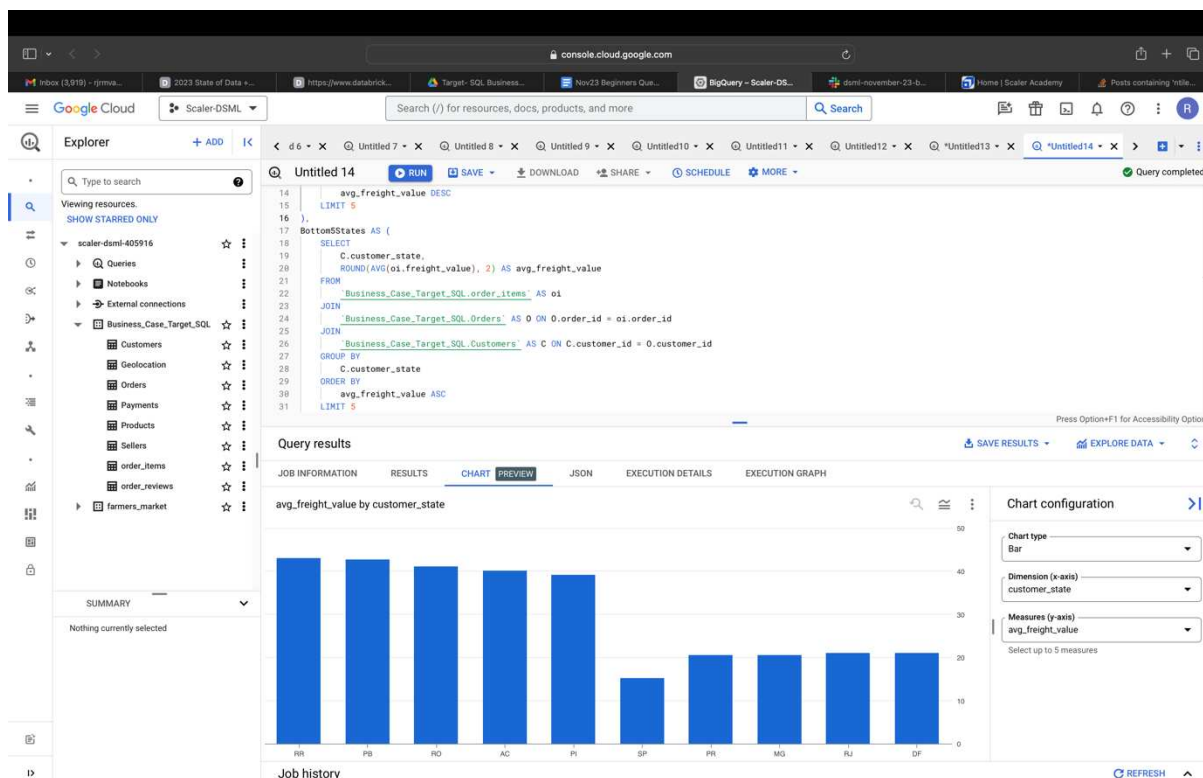 console.cloud.google.com
Inbox (3,919) – rjrmva...
2023 State of Data +...
https://www.databrick...
Target- SQL Business...
Nov23 Beginners Que...
BigQuery – Scaler-DS...
dsml-november-23-b...
Home | Scaler Academy
Posts containing 'ntile...
Google Cloud
Scaler-DSML
Search (/) for resources, docs, products, and more
Search
R
Explorer
+ ADD
d 6
Untitled 7
Untitled 8
Untitled 9
Untitled10
Untitled11
Untitled12
*Untitled13
*Untitled14
Type to search
Untitled 14
RUN
SAVE
DOWNLOAD
SHARE
SCHEDULE
MORE
Query completed
Viewing resources.
SHOW STARRED ONLY
scaler-dsml-405916
Queries
Notebooks
External connections
Business_Case_Target_SQL
Customers
Geolocation
Orders
Payments
Products
Sellers
order_items
order_reviews
farmers_market
SUMMARY
Nothing currently selected
14 avg_freight_value DESC
15 LIMIT 5
16 ),
17 Bottom5States AS (
18 SELECT
19 C.customer_state,
20 ROUND(AVG(oi.freight_value), 2) AS avg_freight_value
21 FROM
22 `Business_Case_Target_SQL.order_items` AS oi
23 JOIN
24 `Business_Case_Target_SQL.Orders` AS O ON O.order_id = oi.order_id
25 JOIN
26 `Business_Case_Target_SQL.Customers` AS C ON C.customer_id = O.customer_id
27 GROUP BY
28 C.customer_state
29 ORDER BY
30 avg_freight_value ASC
31 LIMIT 5
Press Option+F1 for Accessibility Option
Query results
SAVE RESULTS
EXPLORE DATA
JOB INFORMATION
RESULTS
CHART PREVIEW
JSON
EXECUTION DETAILS
EXECUTION GRAPH
avg_freight_value by customer_state
50
40
30
20
10
0
RR PB RO AC PI SP PR MG RJ DF
Chart configuration
Chart type
Bar
Dimension (x-axis)
customer_state
Measures (y-axis)
avg_freight_value
Select up to 5 measures
Job history
REFRESH